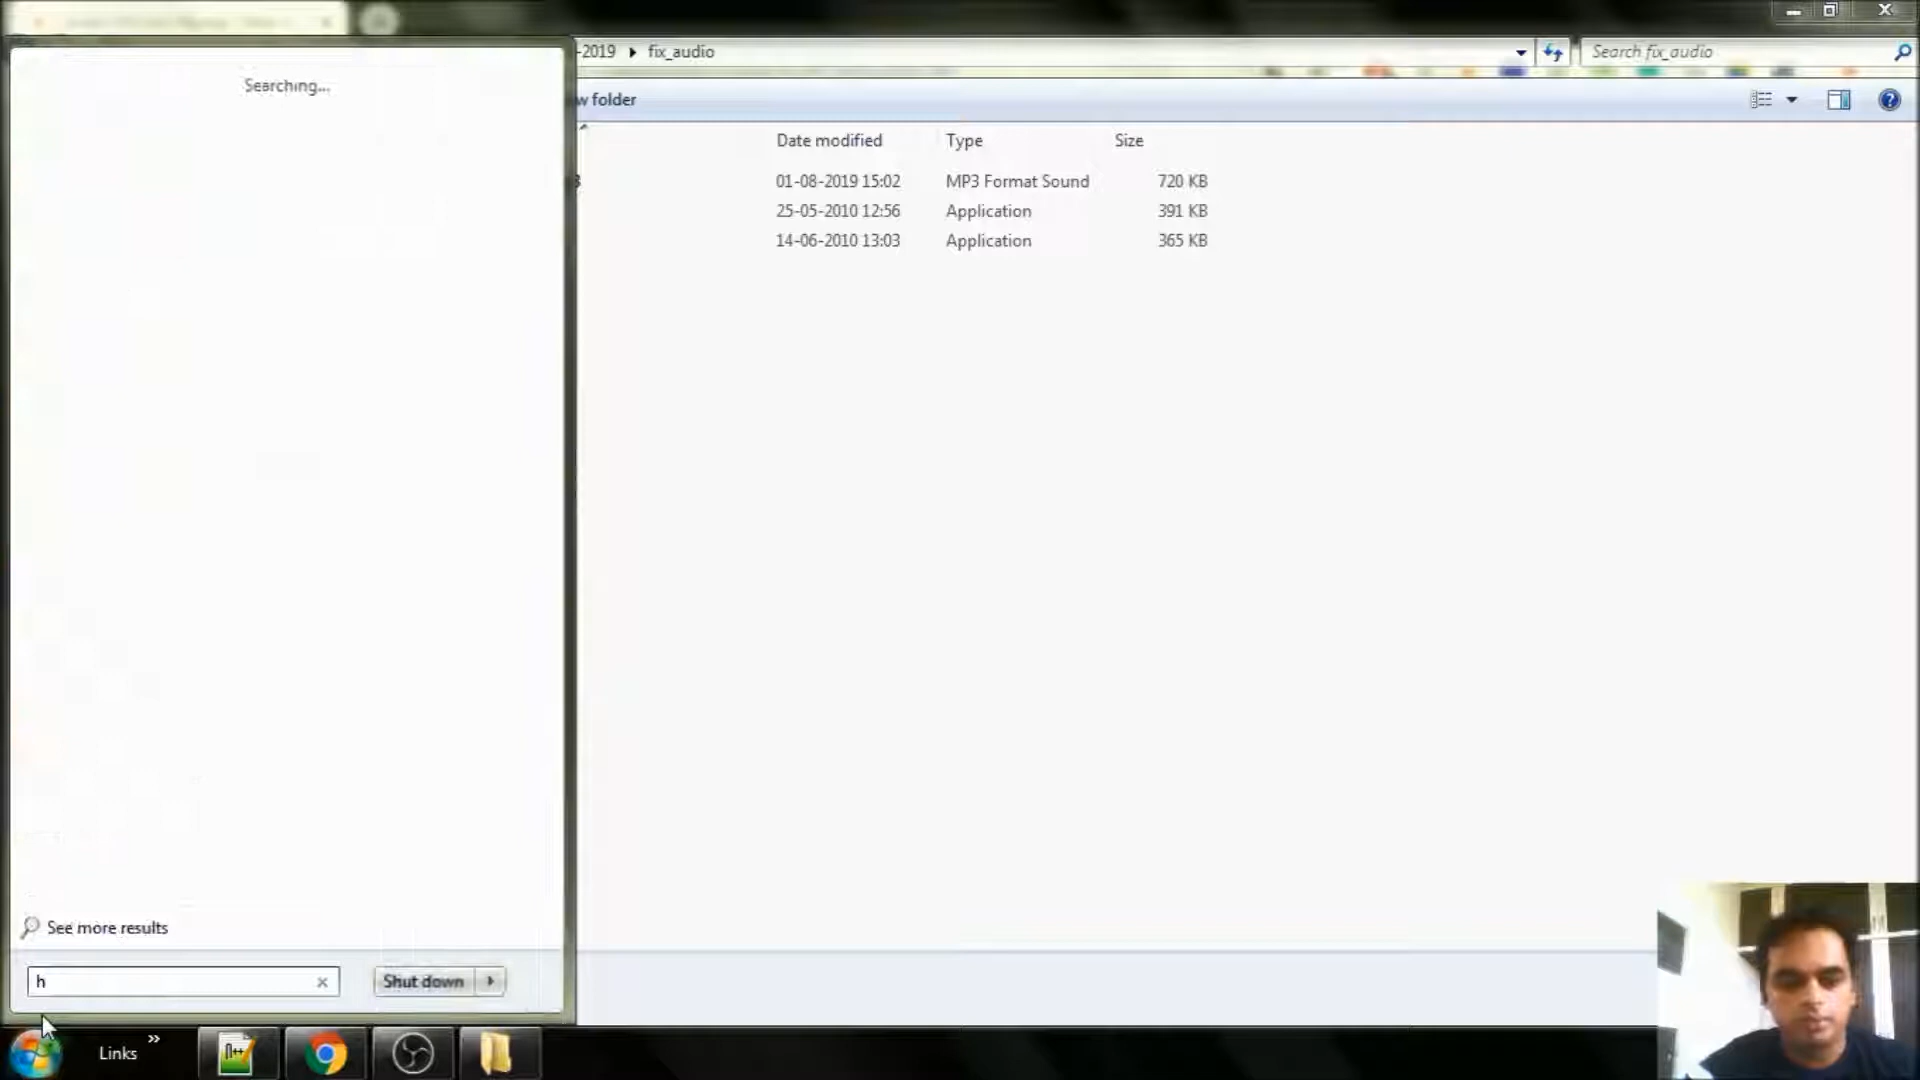 -2019 ▸ fix_audio
Search fix_audio
Searching...
w folder
Date modified Type Size
3 01-08-2019 15:02 MP3 Format Sound 720 KB
25-05-2010 12:56 Application 391 KB
14-06-2010 13:03 Application 365 KB
See more results
h
Shut down
Links »